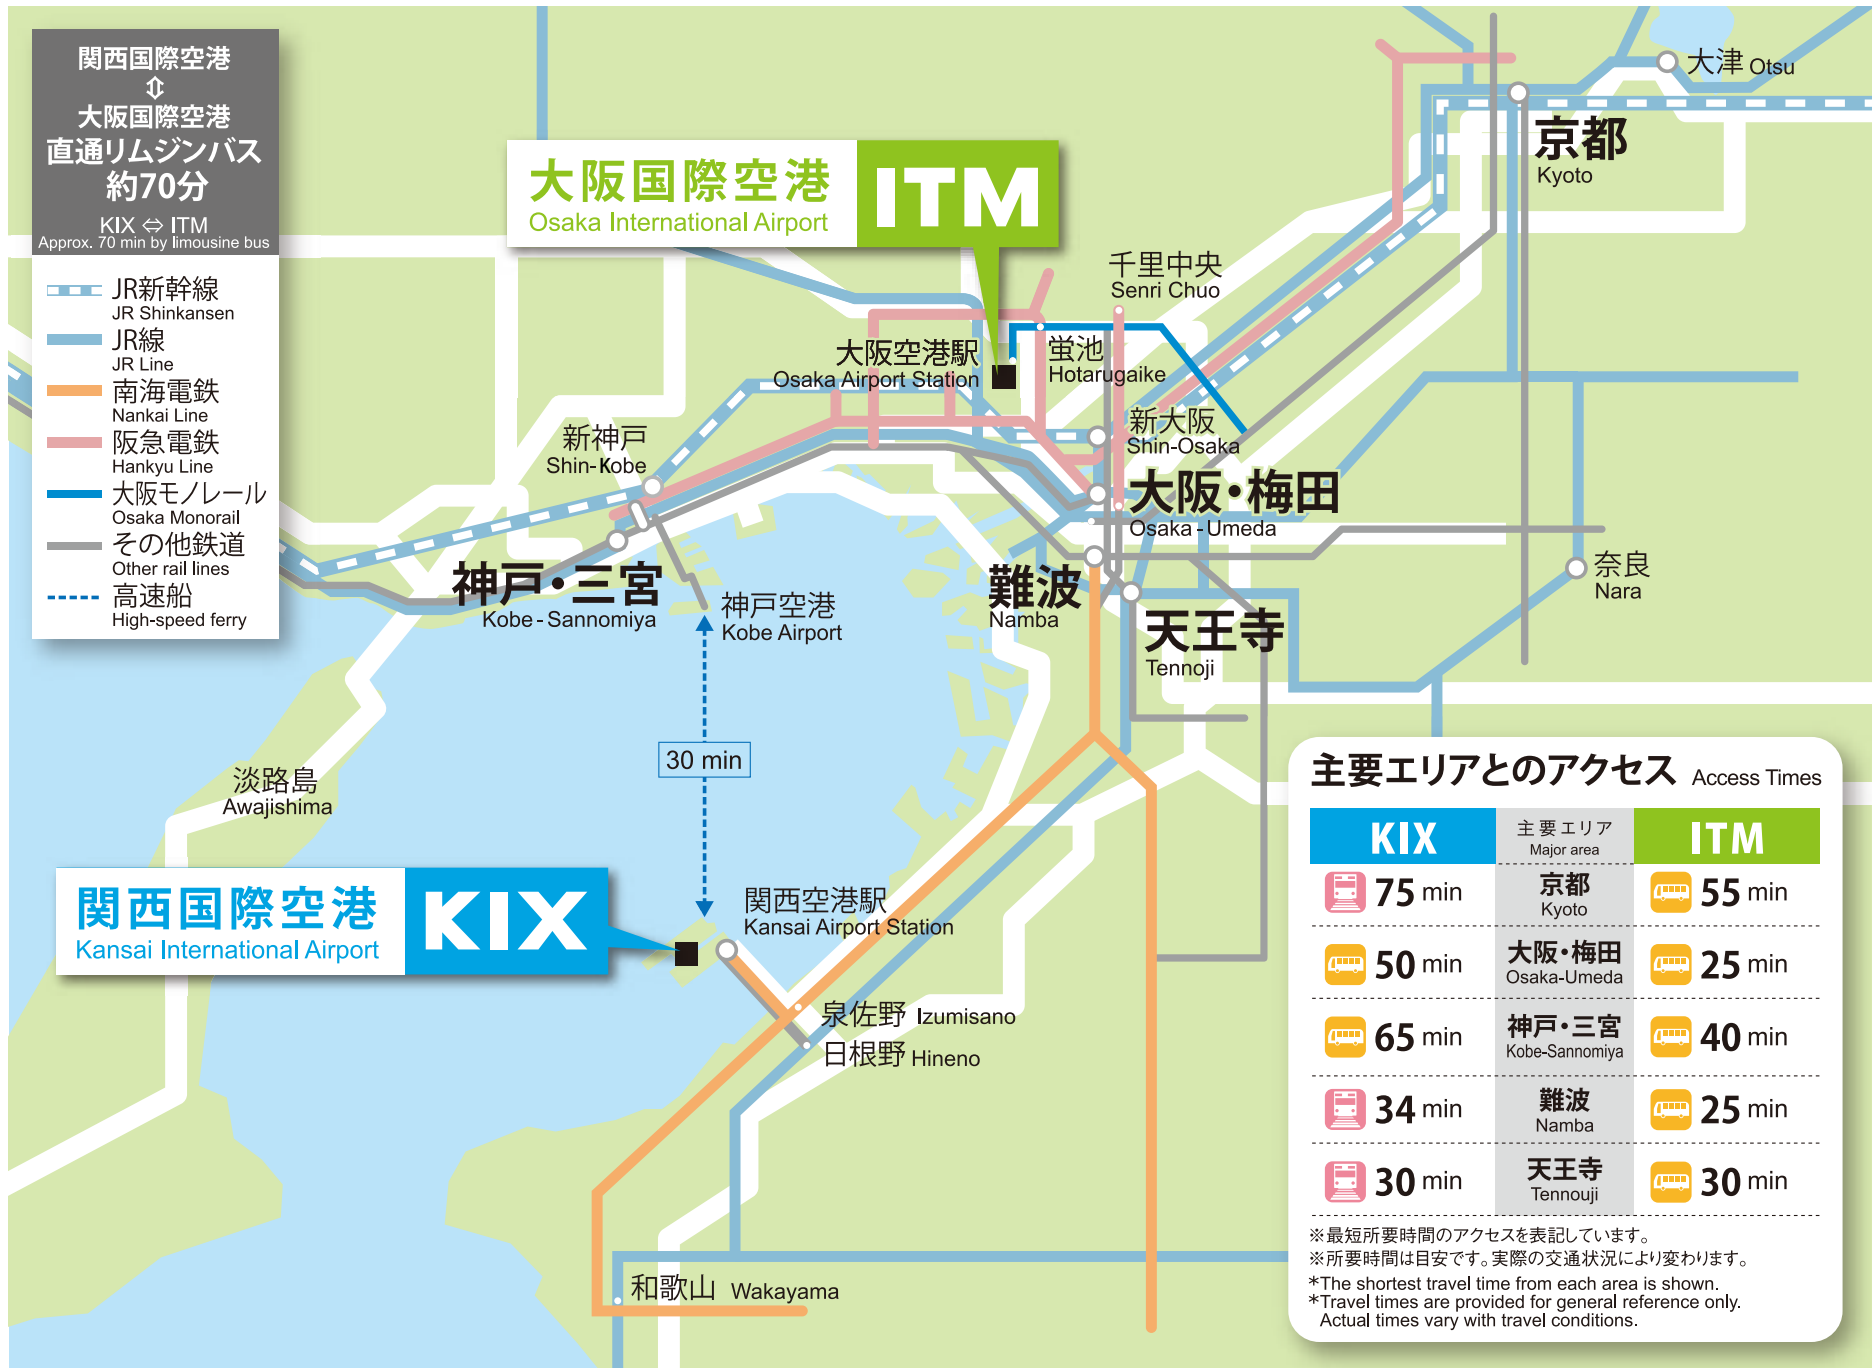 関西国際空港
⇕
大阪国際空港
直通リムジンバス
約70分
KIX ⇔ ITM
Approx. 70 min by limousine bus
JR新幹線
JR Shinkansen
JR線
JR Line
南海電鉄
Nankai Line
阪急電鉄
Hankyu Line
大阪モノレール
Osaka Monorail
その他鉄道
Other rail lines
高速船
High-speed ferry
大阪国際空港
Osaka International Airport
ITM
大津 Otsu
京都
Kyoto
千里中央
Senri Chuo
大阪空港駅
Osaka Airport Station
蛍池
Hotarugaike
新大阪
Shin-Osaka
新神戸
Shin-Kobe
大阪・梅田
Osaka-Umeda
神戸・三宮
Kobe-Sannomiya
難波
Namba
奈良
Nara
神戸空港
Kobe Airport
天王寺
Tennoji
30 min
淡路島
Awajishima
関西国際空港
Kansai International Airport
KIX
関西空港駅
Kansai Airport Station
泉佐野 Izumisano
日根野 Hineno
和歌山 Wakayama
主要エリアとのアクセス Access Times
KIX 主要エリア ITM
Major area
75 min 京都 55 min
Kyoto
50 min 大阪・梅田 25 min
Osaka-Umeda
65 min 神戸・三宮 40 min
Kobe-Sannomiya
34 min 難波 25 min
Namba
30 min 天王寺 30 min
Tennouji
※最短所要時間のアクセスを表記しています。
※所要時間は目安です。実際の交通状況により変わります。
*The shortest travel time from each area is shown.
*Travel times are provided for general reference only.
Actual times vary with travel conditions.